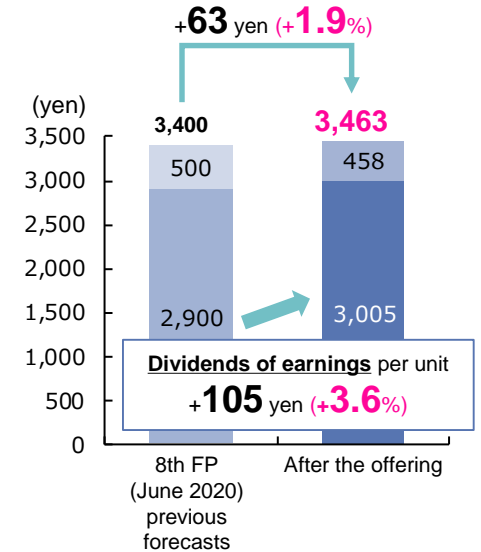 +63 yen (+1.9%)
(yen)
3,400
3,463
3,500
3,000
2,500
2,000
1,500
1,000
500
0
500
458
2,900
3,005
Dividends of earnings per unit
+105 yen (+3.6%)
8th FP
(June 2020)
previous
forecasts
After the offering